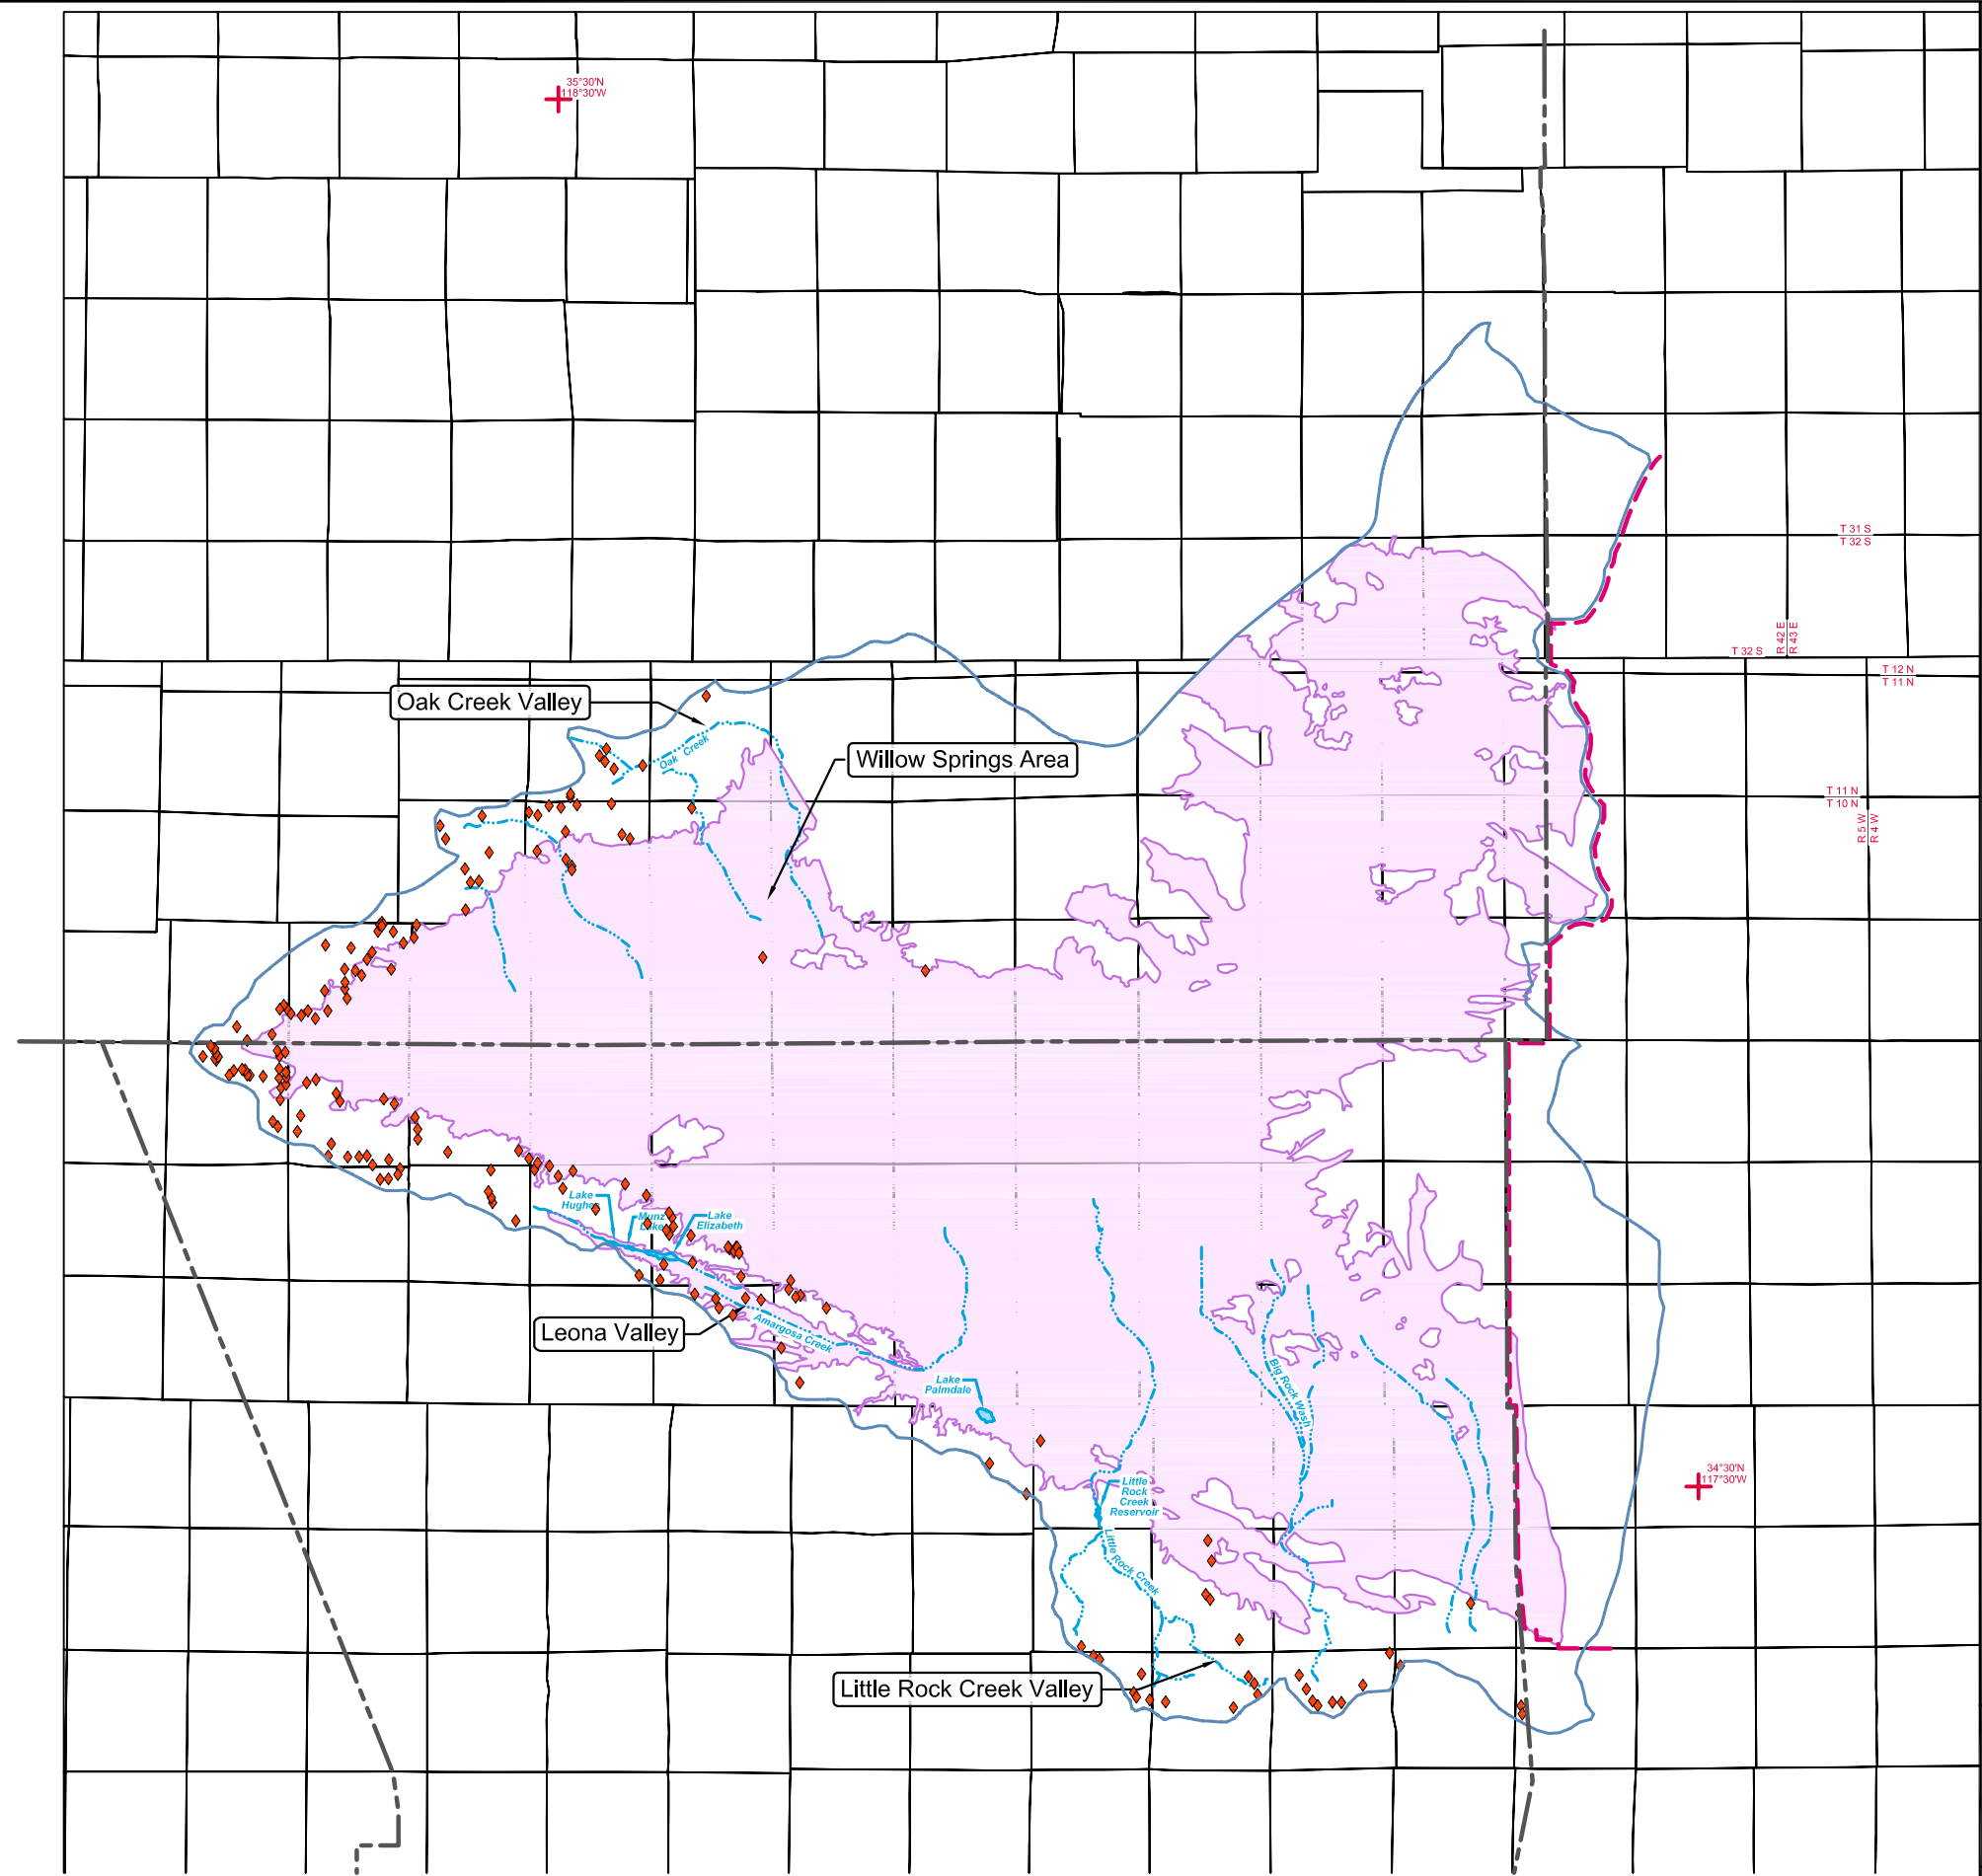 35°30'N
118°30'W
T 31 S
T 32 S
R 42 E
R 43 E
T 32 S
T 12 N
T 11 N
Oak Creek Valley
Oak Creek
Willow Springs Area
T 11 N
T 10 N
R 5 W
R 4 W
Lake
Hughes
Munz
Lake
Lake
Elizabeth
Leona Valley
Amargosa Creek
Lake
Palmdale
Big Rock Wash
34°30'N
117°30'W
Little
Rock
Creek
Reservoir
Little Rock Creek
Little Rock Creek Valley